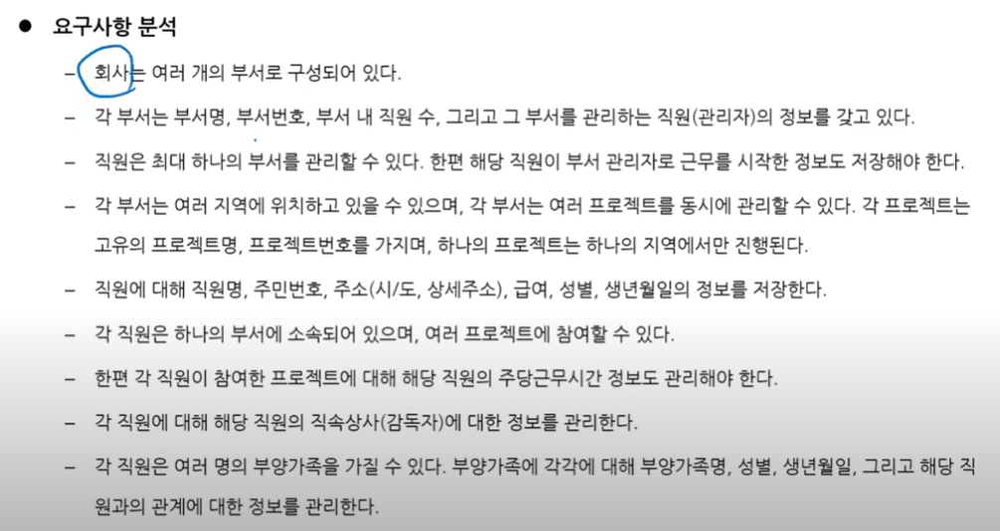 ● 요구사항 분석
– 회사는 여러 개의 부서로 구성되어 있다.
– 각 부서는 부서명, 부서번호, 부서 내 직원 수, 그리고 그 부서를 관리하는 직원(관리자)의 정보를 갖고 있다.
– 직원은 최대 하나의 부서를 관리할 수 있다. 한편 해당 직원이 부서 관리자로 근무를 시작한 정보도 저장해야 한다.
– 각 부서는 여러 지역에 위치하고 있을 수 있으며, 각 부서는 여러 프로젝트를 동시에 관리할 수 있다. 각 프로젝트는
고유의 프로젝트명, 프로젝트번호를 가지며, 하나의 프로젝트는 하나의 지역에서만 진행된다.
– 직원에 대해 직원명, 주민번호, 주소(시/도, 상세주소), 급여, 성별, 생년월일의 정보를 저장한다.
– 각 직원은 하나의 부서에 소속되어 있으며, 여러 프로젝트에 참여할 수 있다.
– 한편 각 직원이 참여한 프로젝트에 대해 해당 직원의 주당근무시간 정보도 관리해야 한다.
– 각 직원에 대해 해당 직원의 직속상사(감독자)에 대한 정보를 관리한다.
– 각 직원은 여러 명의 부양가족을 가질 수 있다. 부양가족에 각각에 대해 부양가족명, 성별, 생년월일, 그리고 해당 직
원과의 관계에 대한 정보를 관리한다.